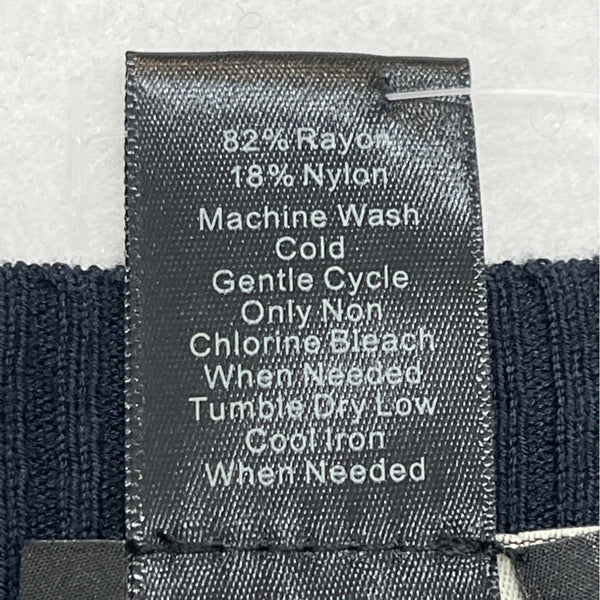 82% Rayon
18% Nylon
Machine Wash
Cold
Gentle Cycle
Only Non
Chlorine Bleach
When Needed
Tumble Dry Low
Cool Iron
When Needed